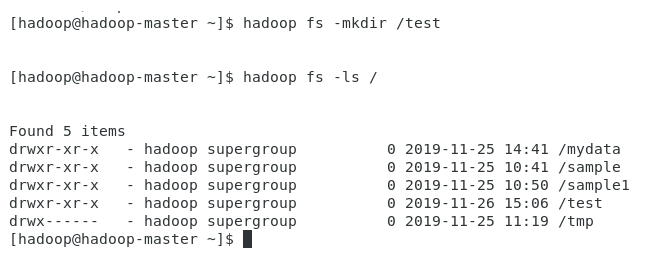 [hadoop@hadoop-master ~]$ hadoop fs -mkdir /test
[hadoop@hadoop-master ~]$ hadoop fs -ls /
Found 5 items
drwxr-xr-x   - hadoop supergroup          0 2019-11-25 14:41 /mydata
drwxr-xr-x   - hadoop supergroup          0 2019-11-25 10:41 /sample
drwxr-xr-x   - hadoop supergroup          0 2019-11-25 10:50 /sample1
drwxr-xr-x   - hadoop supergroup          0 2019-11-26 15:06 /test
drwx------   - hadoop supergroup          0 2019-11-25 11:19 /tmp
[hadoop@hadoop-master ~]$